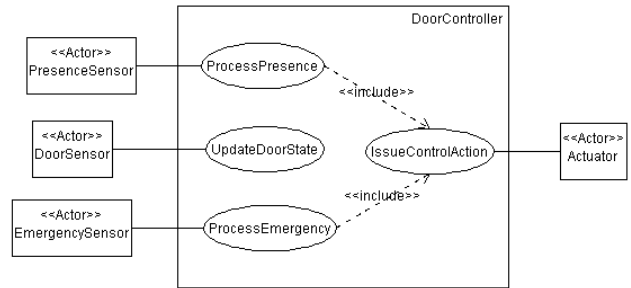 DoorController
<<Actor>>
PresenceSensor
ProcessPresence
<<include>>
<<Actor>>
DoorSensor
UpdateDoorState
IssueControlAction
<<Actor>>
Actuator
<<include>>
<<Actor>>
EmergencySensor
ProcessEmergency